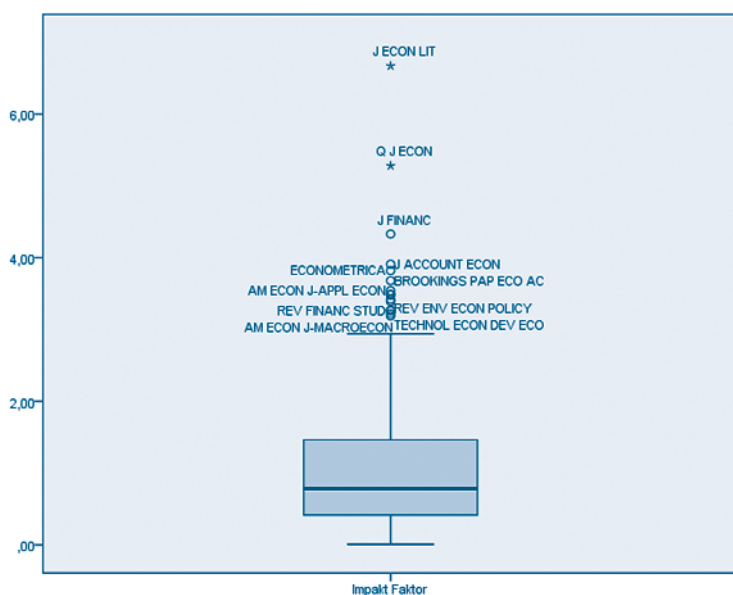 J ECON LIT
6,00
Q J ECON
J FINANC
4,00
J ACCOUNT ECON
ECONOMETRICA
BROOKINGS PAP ECO AC
AM ECON J-APPL ECON
REV ENV ECON POLICY
REV FINANC STUD
TECHNOL ECON DEV ECO
AM ECON J-MACROECON
2,00
,00
Impakt Faktor